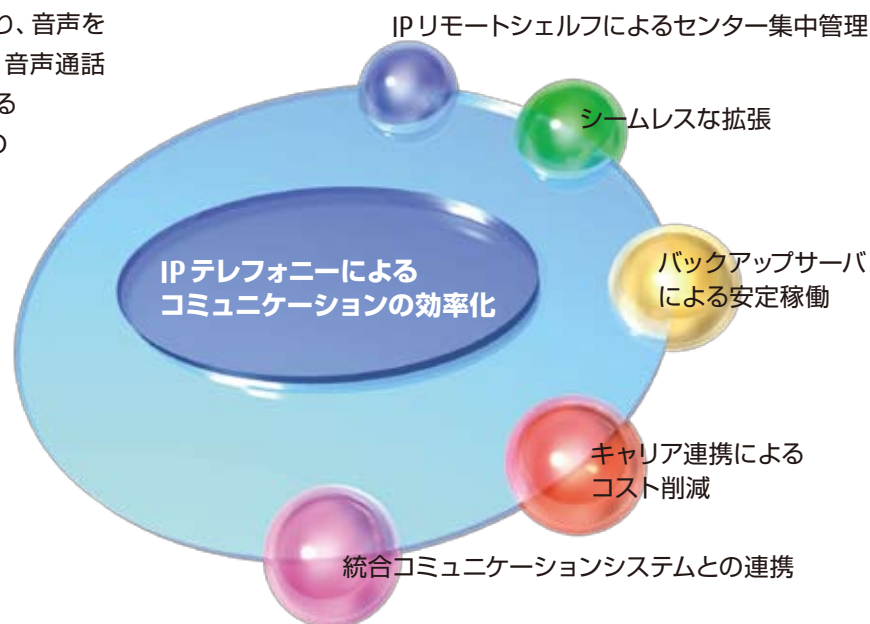 り、音声を
音声通話
る
の
IPリモートシェルフによるセンター集中管理
シームレスな拡張
バックアップサーバ
による安定稼働
IPテレフォニーによる
コミュニケーションの効率化
キャリア連携による
コスト削減
統合コミュニケーションシステムとの連携